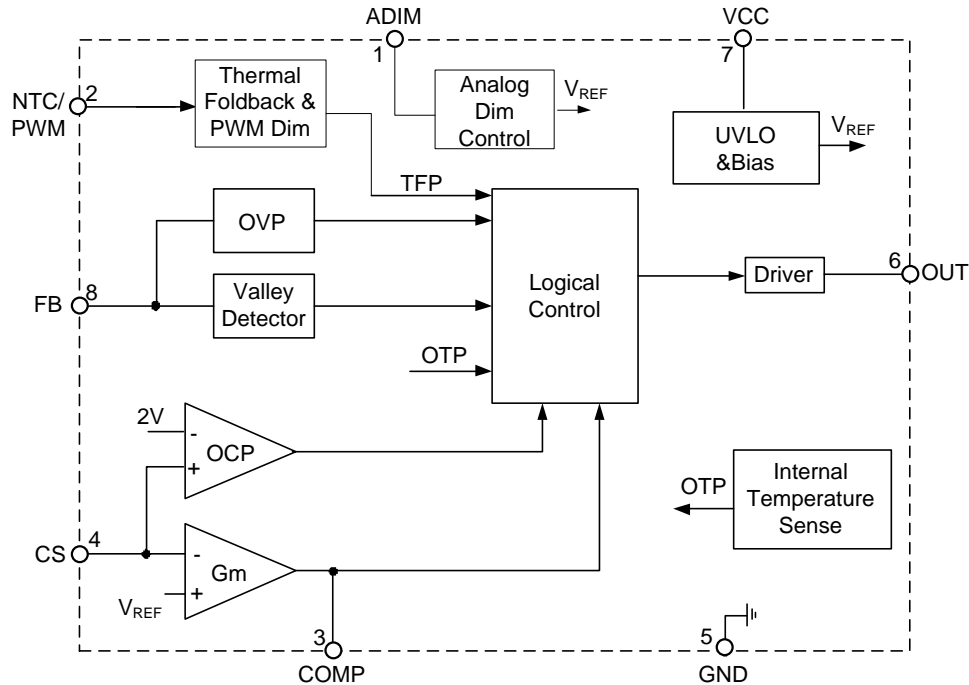 ADIM
1
VCC
7
NTC/
PWM
2
Thermal
Foldback &
PWM Dim
Analog
Dim
Control
VREF
UVLO
&Bias
VREF
TFP
OVP
FB
8
Valley
Detector
Logical
Control
Driver
6
OUT
OTP
2V
-
+
OCP
OTP
Internal
Temperature
Sense
CS
4
-
+
Gm
VREF
3
COMP
5
GND